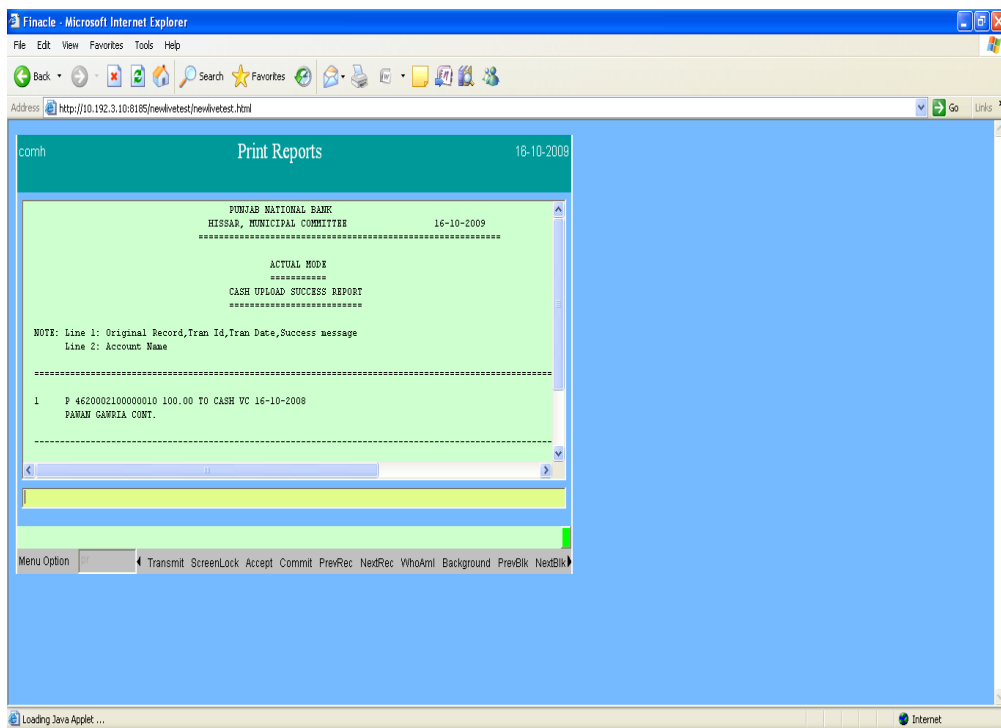 Finacle - Microsoft Internet Explorer
File Edit View Favorites Tools Help
Back Search Favorites
Address http://10.192.3.10:8185/newlivetest/newlivetest.html Go Links
comh Print Reports 16-10-2009
PUNJAB NATIONAL BANK
HISSAR, MUNICIPAL COMMITTEE 16-10-2009
===========================================================
ACTUAL MODE
===========
CASH UPLOAD SUCCESS REPORT
==========================
NOTE: Line 1: Original Record,Tran Id,Tran Date,Success message
Line 2: Account Name
=====================================================================================================
1 P 4620002100000010 100.00 TO CASH VC 16-10-2008
PAWAN GAWRIA CONT.
-----------------------------------------------------------------------------------------------------
Menu Option pr Transmit ScreenLock Accept Commit PrevRec NextRec WhoAmI Background PrevBlk NextBlk
Loading Java Applet ... Internet